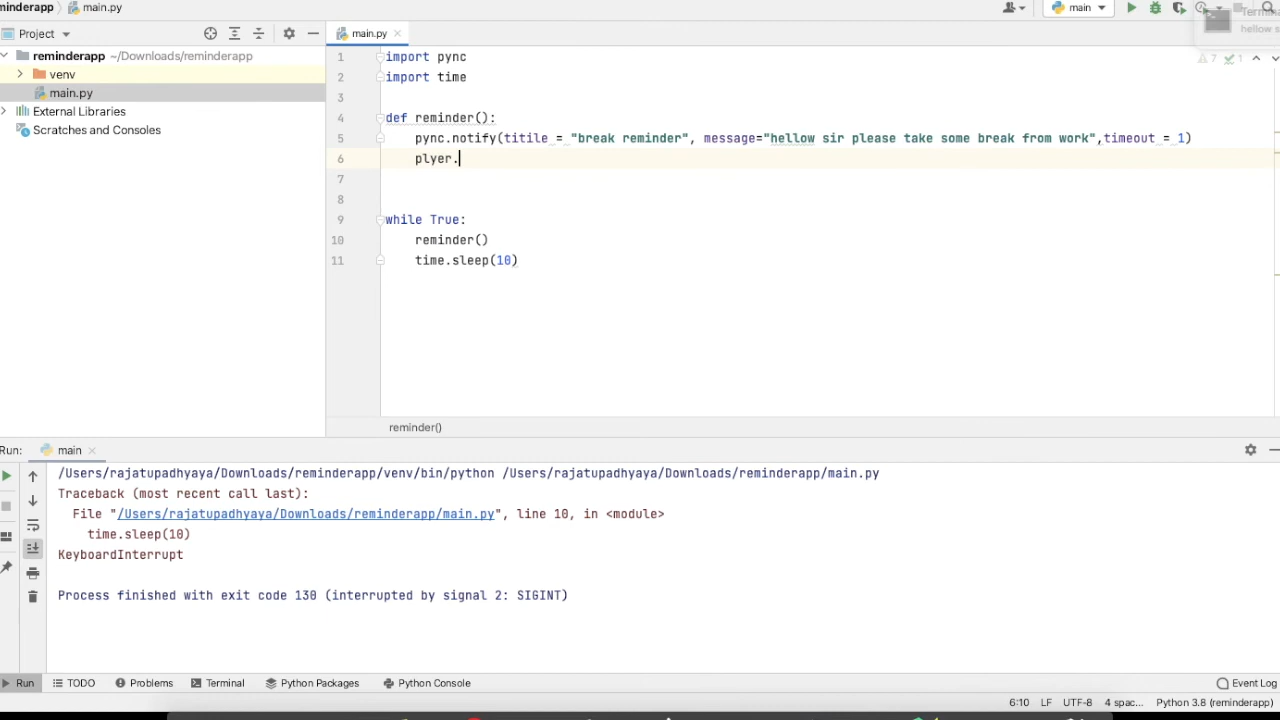 minderapp
main.py
main
Termina
hellow s
Project
main.py
reminderapp ~/Downloads/reminderapp
venv
main.py
External Libraries
Scratches and Consoles
1 import pync
7 1
2 import time
3
4 def reminder():
5 pync.notify(titile = "break reminder", message="hellow sir please take some break from work",timeout = 1)
6 plyer.
7
8
9 while True:
10 reminder()
11 time.sleep(10)
reminder()
Run: main
/Users/rajatupadhyaya/Downloads/reminderapp/venv/bin/python /Users/rajatupadhyaya/Downloads/reminderapp/main.py
Traceback (most recent call last):
File "/Users/rajatupadhyaya/Downloads/reminderapp/main.py", line 10, in <module>
time.sleep(10)
KeyboardInterrupt
Process finished with exit code 130 (interrupted by signal 2: SIGINT)
Run TODO Problems Terminal Python Packages Python Console Event Log
6:10 LF UTF-8 4 spac... Python 3.8 (reminderapp)